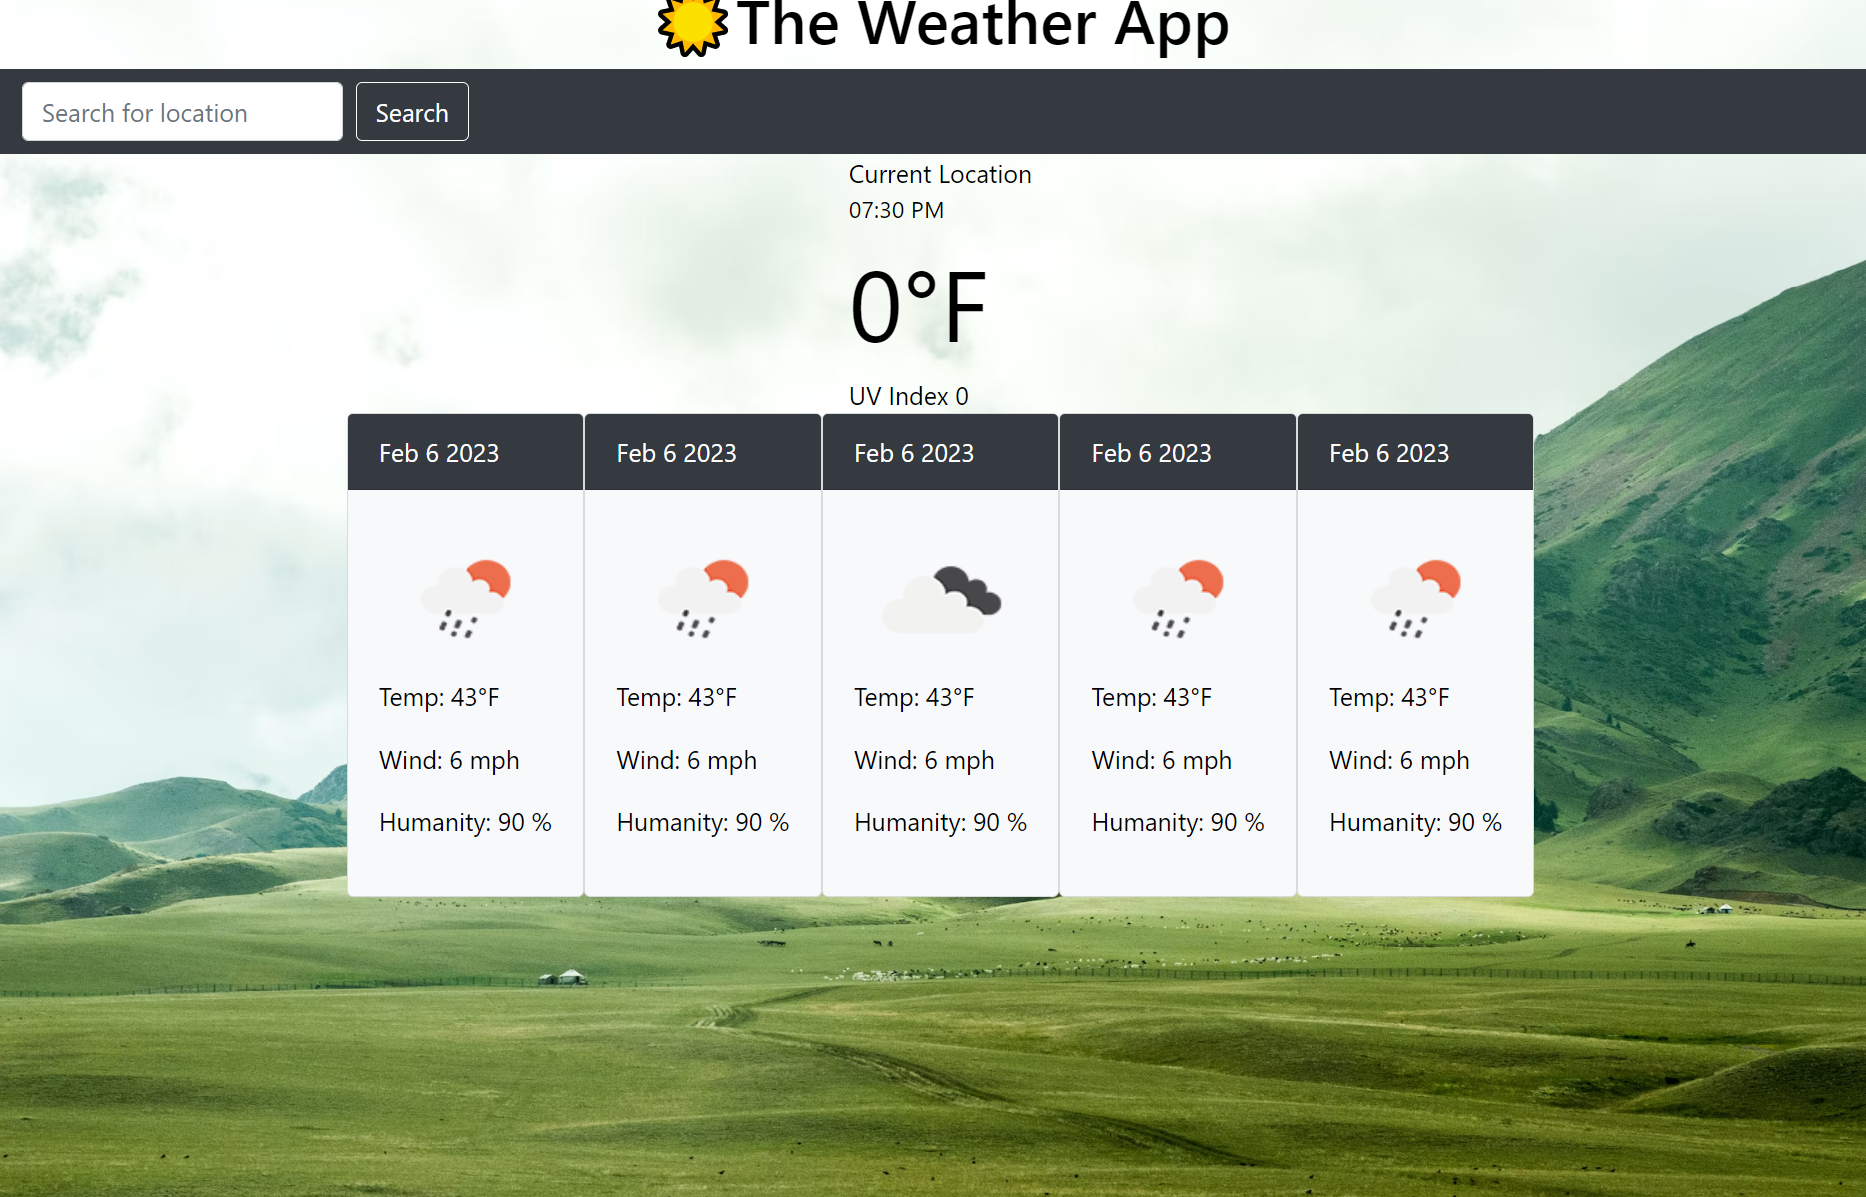 The Weather App
Search for location Search
Current Location
07:30 PM
0°F
UV Index 0
Feb 6 2023 Feb 6 2023 Feb 6 2023 Feb 6 2023 Feb 6 2023
Temp: 43°F Temp: 43°F Temp: 43°F Temp: 43°F Temp: 43°F
Wind: 6 mph Wind: 6 mph Wind: 6 mph Wind: 6 mph Wind: 6 mph
Humanity: 90 % Humanity: 90 % Humanity: 90 % Humanity: 90 % Humanity: 90 %